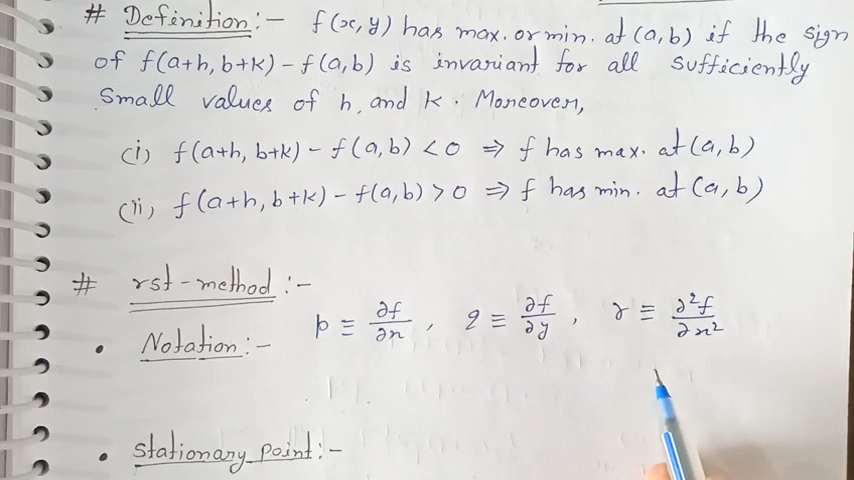 # Definition:- f(x,y) has max. or min. at (a,b) if the sign
of f(a+h, b+k) - f(a,b) is invariant for all sufficiently
small values of h, and k. Moreover,
(i) f(a+h, b+k) - f(a,b) < 0 ⇒ f has max. at (a,b)
(ii) f(a+h, b+k) - f(a,b) > 0 ⇒ f has min. at (a,b)
# rst-method:-
• Notation:- p ≡ ∂f/∂x, q ≡ ∂f/∂y, r ≡ ∂²f/∂x²
• Stationary point:-